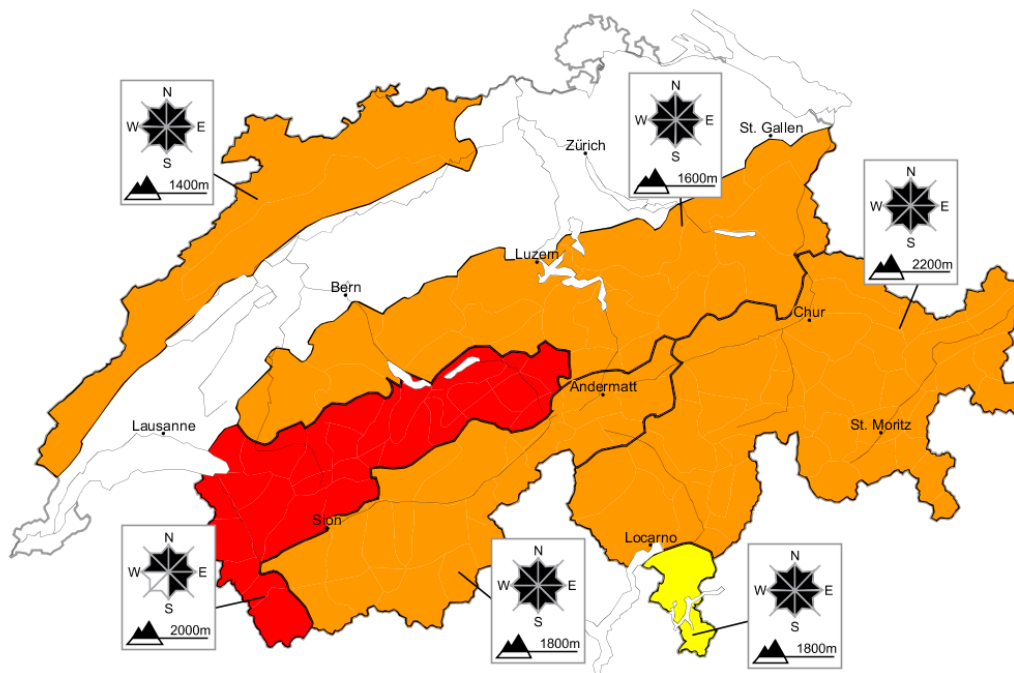 N
W E
S
1400m
N
W E
S
1600m
N
W E
S
2200m
St. Gallen
Zürich
Luzern
Bern
Chur
Andermatt
Lausanne
St. Moritz
Sion
Locarno
N
W E
S
2000m
N
W E
S
1800m
N
W E
S
1800m